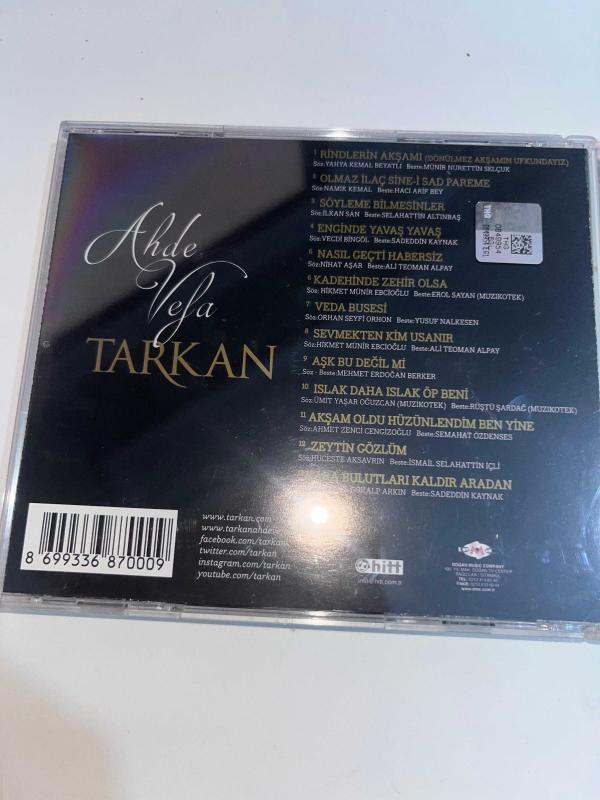 Ahde
Vefa
TARKAN
1 RİNDLERİN AKŞAMI (DÖNÜLMEZ AKŞAMIN UFKUNDAYIZ)
Söz:YAHYA KEMAL BEYATLI Beste:MÜNİR NURETTİN SELÇUK
2 OLMAZ İLAÇ SİNE-İ SAD PAREME
Söz:NAMIK KEMAL Beste:HACI ARİF BEY
3 SÖYLEME BİLMESİNLER
Söz:İLKAN SAN Beste:SELAHATTİN ALTINBAŞ
4 ENGİNDE YAVAŞ YAVAŞ
Söz:VECDİ BİNGÖL Beste:SADEDDİN KAYNAK
5 NASIL GEÇTİ HABERSİZ
Söz:NİHAT AŞAR Beste:ALİ TEOMAN ALPAY
6 KADEHİNDE ZEHİR OLSA
Söz: HİKMET MÜNİR EBCİOĞLU Beste:EROL SAYAN (MUZIKOTEK)
7 VEDA BUSESİ
Söz:ORHAN SEYFİ ORHON Beste:YUSUF NALKESEN
8 SEVMEKTEN KİM USANIR
Söz:HİKMET MÜNİR EBCİOĞLU Beste:ALİ TEOMAN ALPAY
9 AŞK BU DEĞİL Mİ
Söz - Beste:MEHMET ERDOĞAN BERKER
10 ISLAK DAHA ISLAK ÖP BENİ
Söz:ÜMİT YAŞAR OĞUZCAN (MUZIKOTEK) Beste:RÜŞTÜ ŞARDAĞ (MUZIKOTEK)
11 AKŞAM OLDU HÜZÜNLENDİM BEN YİNE
Söz:AHMET ZENCİ CENGİZOĞLU Beste:SEMAHAT ÖZDENSES
12 ZEYTİN GÖZLÜM
Söz:HÜCESTE AKSAVRIN Beste:İSMAİL SELAHATTİN İÇLİ
BULUTLARI KALDIR ARADAN
ARKIN Beste:SADEDDİN KAYNAK
THG
0849954
www.tarkan.com
www.tarkanahdeve
facebook.com/tarkan
twitter.com/tarkan
instagram.com/tarkan
youtube.com/tarkan
8 699336 870009
hitt
DOĞAN MUSIC COMPANY